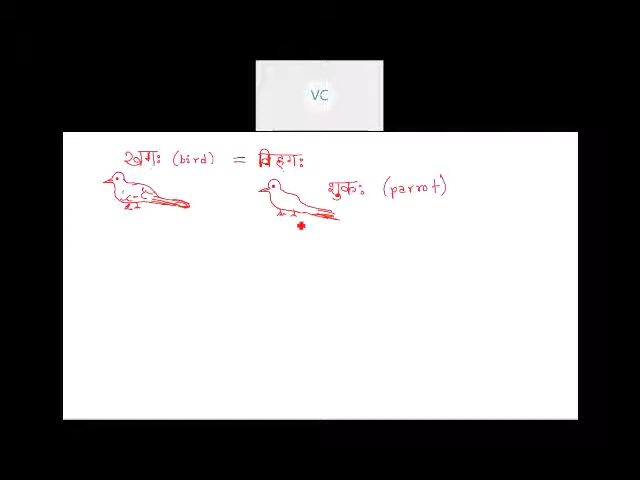 VC
खगः (bird) = विहगः
शुकः (parrot)